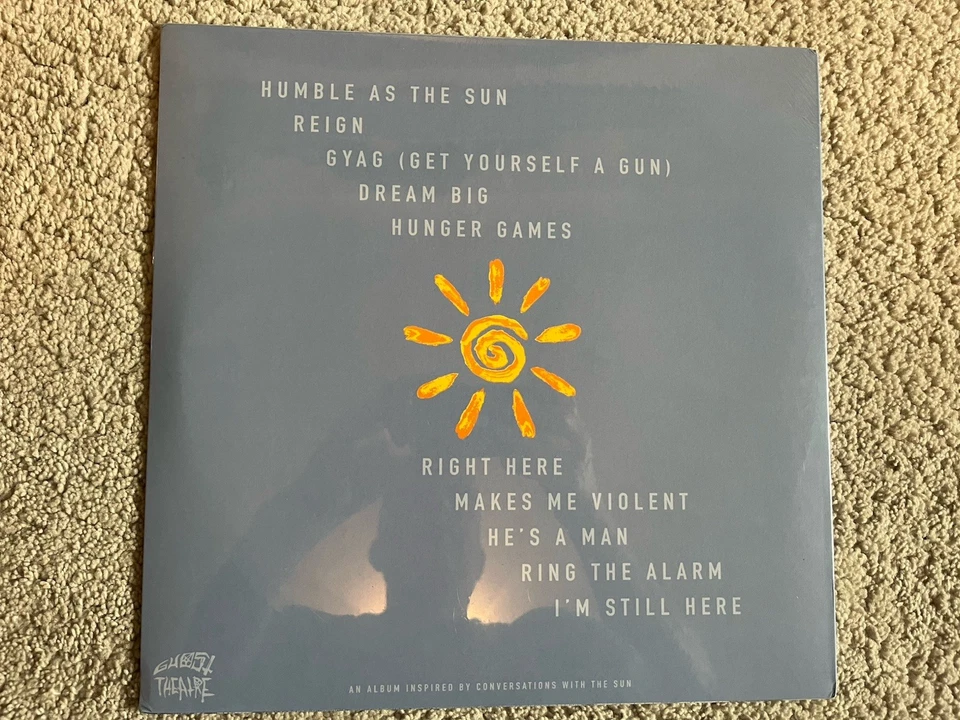 HUMBLE AS THE SUN
REIGN
GYAG (GET YOURSELF A GUN)
DREAM BIG
HUNGER GAMES
RIGHT HERE
MAKES ME VIOLENT
HE'S A MAN
RING THE ALARM
I'M STILL HERE
THEATRE
AN ALBUM INSPIRED BY CONVERSATIONS WITH THE SUN